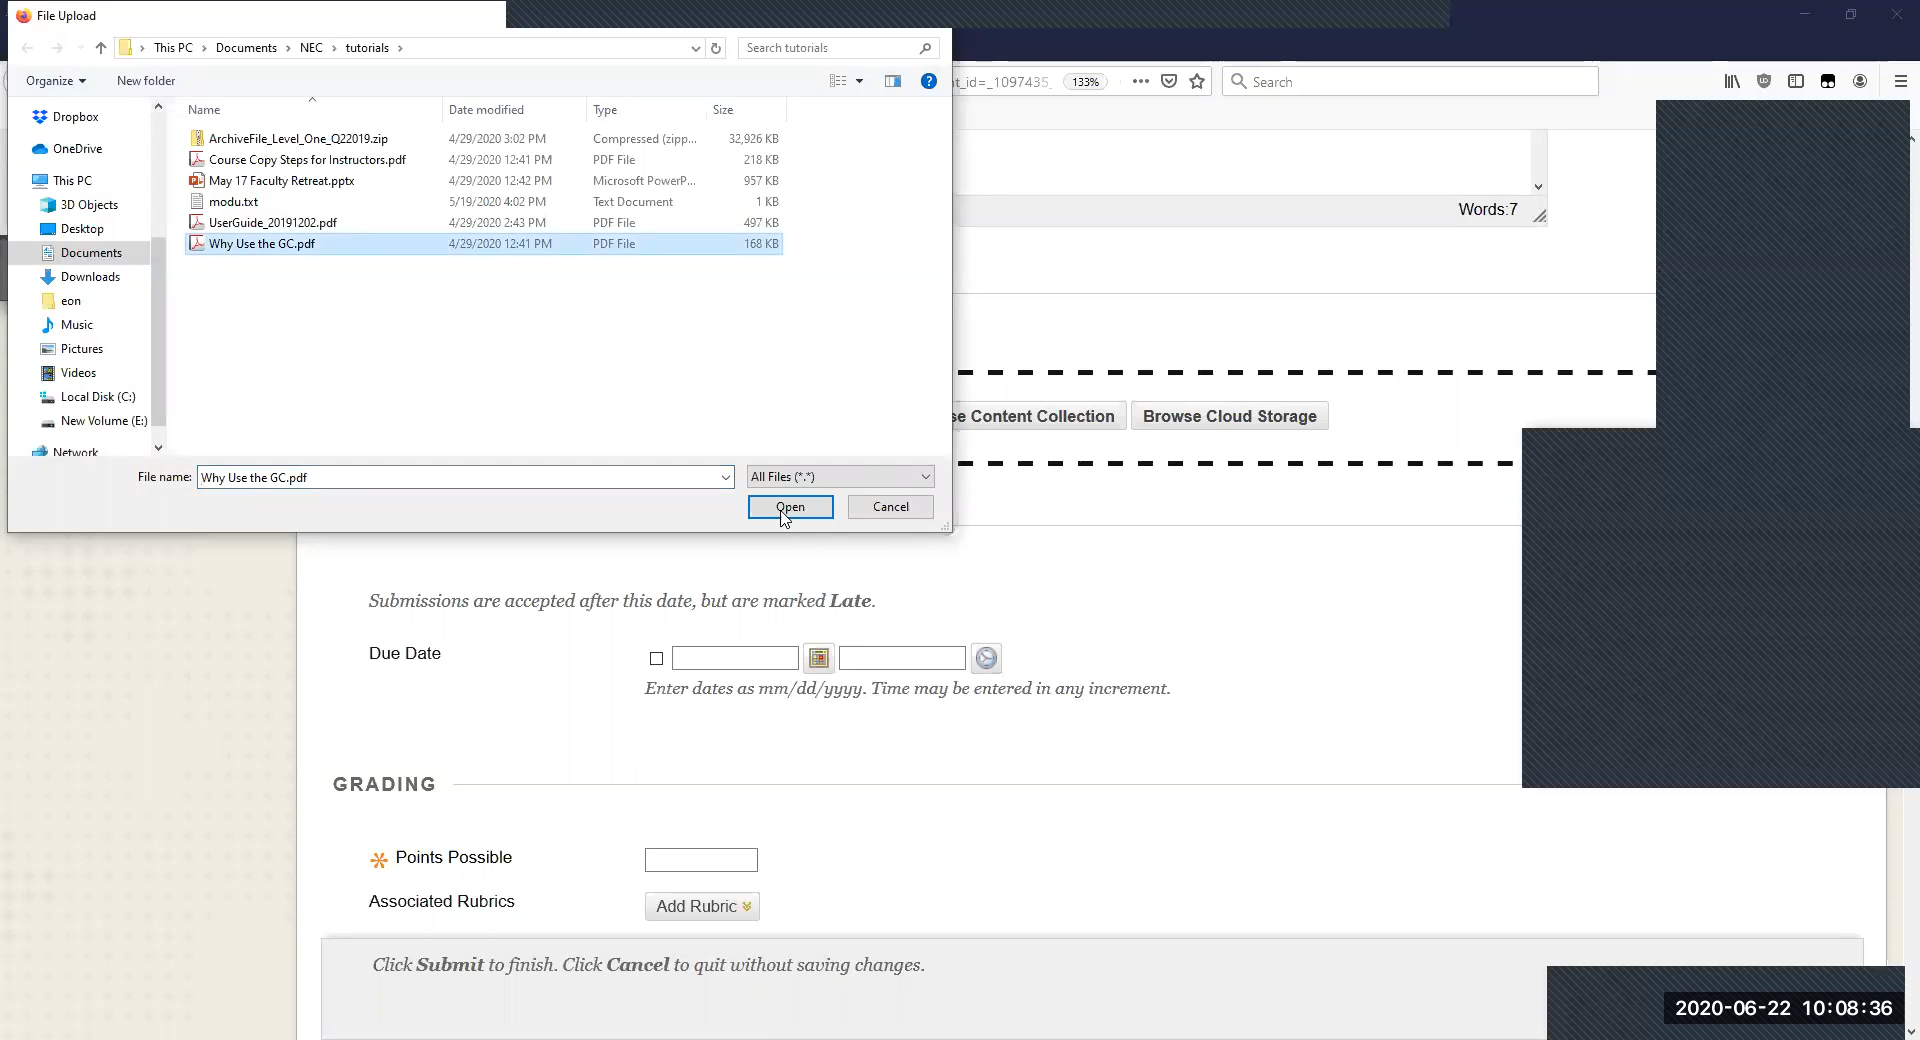 File Upload
This PC > Documents > NEC > tutorials >
Search tutorials
Organize
New folder
nt_id=_1097435_
133%
Search
Dropbox
OneDrive
This PC
3D Objects
Desktop
Documents
Downloads
eon
Music
Pictures
Videos
Local Disk (C:)
New Volume (E:)
Network
Name Date modified Type Size
ArchiveFile_Level_One_Q22019.zip 4/29/2020 3:02 PM Compressed (zipp... 32,926 KB
Course Copy Steps for Instructors.pdf 4/29/2020 12:41 PM PDF File 218 KB
May 17 Faculty Retreat.pptx 4/29/2020 12:42 PM Microsoft PowerP... 957 KB
modu.txt 5/19/2020 4:02 PM Text Document 1 KB
UserGuide_20191202.pdf 4/29/2020 2:43 PM PDF File 497 KB
Why Use the GC.pdf 4/29/2020 12:41 PM PDF File 168 KB
File name: Why Use the GC.pdf
All Files (*.*)
Open
Cancel
Words:7
se Content Collection
Browse Cloud Storage
Submissions are accepted after this date, but are marked Late.
Due Date
Enter dates as mm/dd/yyyy. Time may be entered in any increment.
GRADING
Points Possible
Associated Rubrics
Add Rubric
Click Submit to finish. Click Cancel to quit without saving changes.
2020-06-22 10:08:36